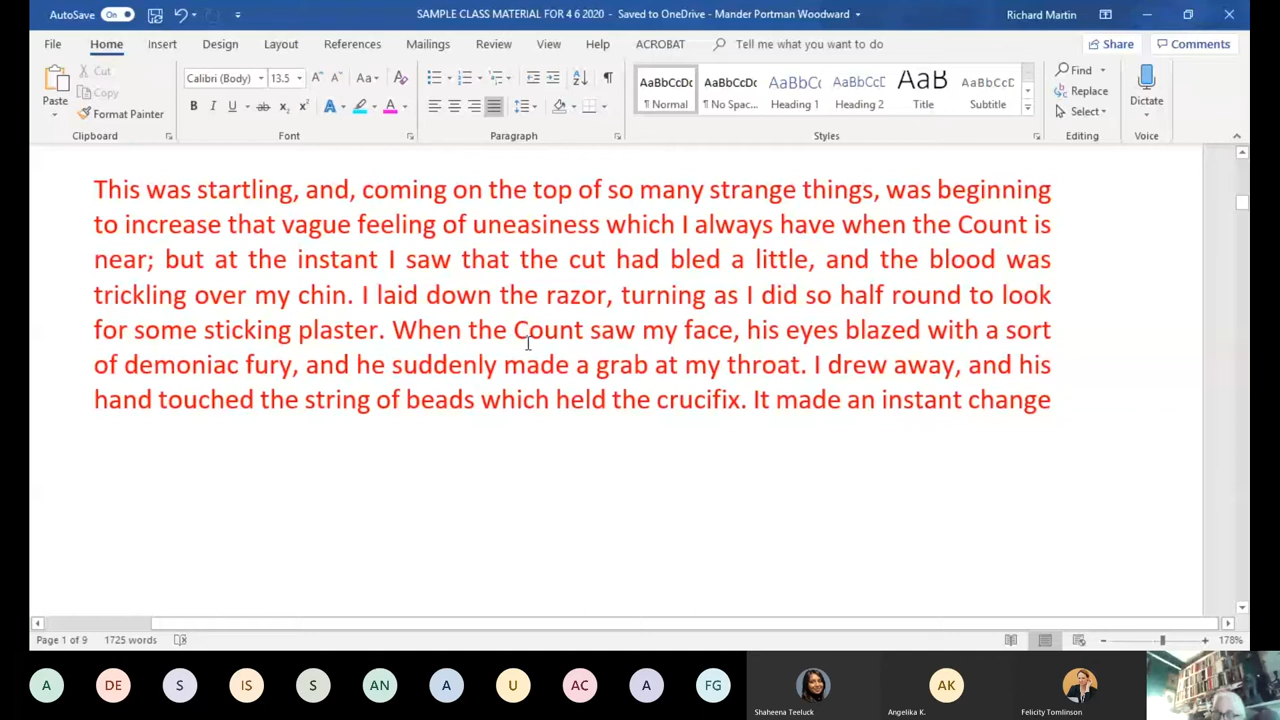 AutoSave On SAMPLE CLASS MATERIAL FOR 4 6 2020 - Saved to OneDrive - Mander Portman Woodward Richard Martin
File Home Insert Design Layout References Mailings Review View Help ACROBAT Tell me what you want to do Share Comments
Paste Cut Copy Format Painter
Calibri (Body) 13.5
AaBbCcDc AaBbCcDc AaBbCc AaBbCcD AaB AaBbCcD
¶ Normal ¶ No Spac... Heading 1 Heading 2 Title Subtitle
Find Replace Select
Dictate
Clipboard Font Paragraph Styles Editing Voice
This was startling, and, coming on the top of so many strange things, was beginning
to increase that vague feeling of uneasiness which I always have when the Count is
near; but at the instant I saw that the cut had bled a little, and the blood was
trickling over my chin. I laid down the razor, turning as I did so half round to look
for some sticking plaster. When the Count saw my face, his eyes blazed with a sort
of demoniac fury, and he suddenly made a grab at my throat. I drew away, and his
hand touched the string of beads which held the crucifix. It made an instant change
Page 1 of 9 1725 words 178%
A DE S IS S AN A U AC A FG AK
Shaheena Teeluck Angelika K. Felicity Tomlinson